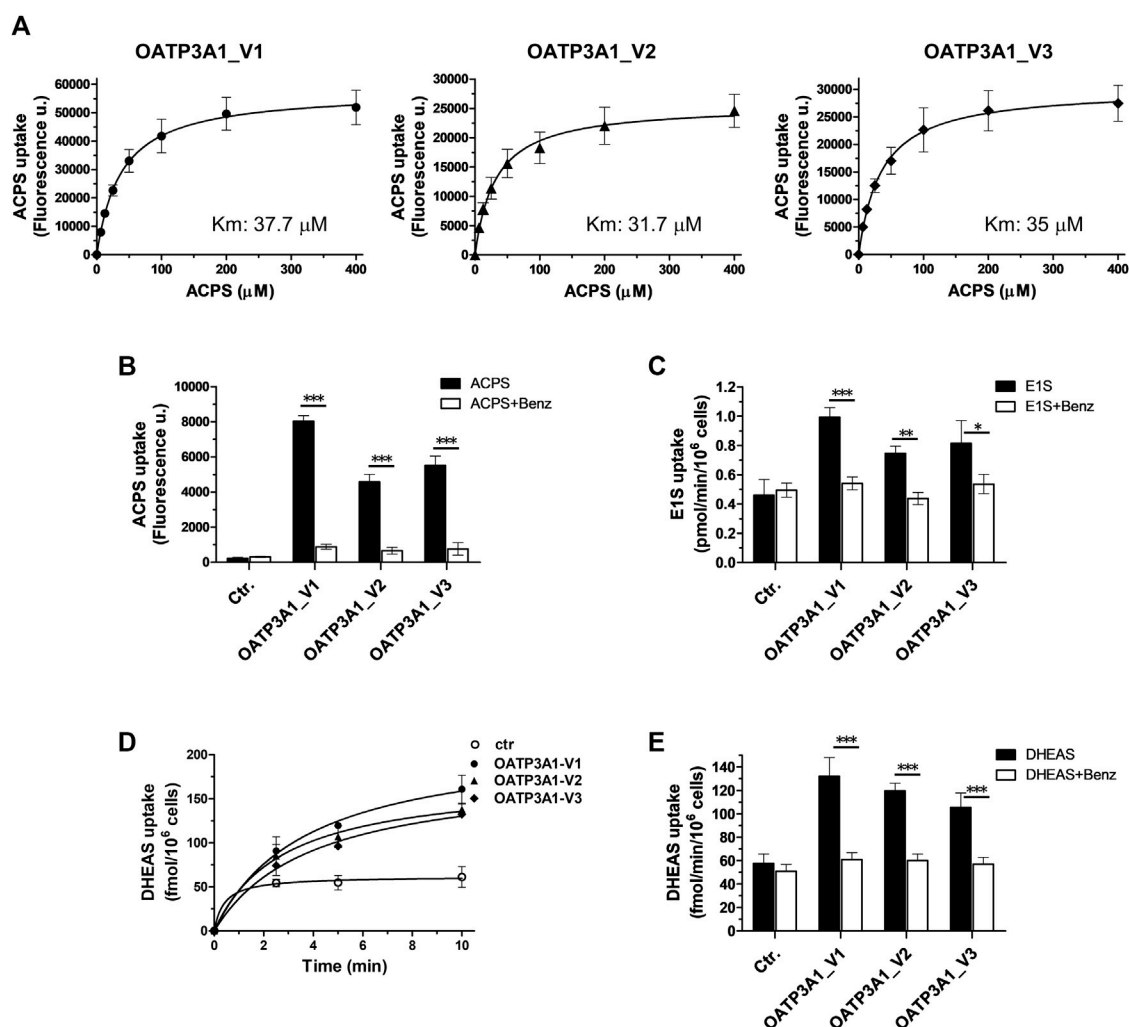 A
OATP3A1_V1
OATP3A1_V2
OATP3A1_V3
ACPS uptake
(Fluorescence u.)
60000
50000
40000
30000
20000
10000
0
0 100 200 300 400
ACPS (μM)
Km: 37.7 μM
ACPS uptake
(Fluorescence u.)
30000
25000
20000
15000
10000
5000
0
0 100 200 300 400
ACPS (μM)
Km: 31.7 μM
ACPS uptake
(Fluorescence u.)
30000
25000
20000
15000
10000
5000
0
0 100 200 300 400
ACPS (μM)
Km: 35 μM
B
ACPS uptake
(Fluorescence u.)
10000
8000
6000
4000
2000
0
ACPS
ACPS+Benz
***
***
***
Ctr.
OATP3A1_V1
OATP3A1_V2
OATP3A1_V3
C
E1S uptake
(pmol/min/10⁶ cells)
1.2
1.0
0.8
0.6
0.4
0.2
0.0
E1S
E1S+Benz
***
**
*
Ctr.
OATP3A1_V1
OATP3A1_V2
OATP3A1_V3
D
DHEAS uptake
(fmol/10⁶ cells)
200
150
100
50
0
0 2 4 6 8 10
Time (min)
ctr
OATP3A1-V1
OATP3A1-V2
OATP3A1-V3
E
DHEAS uptake
(fmol/min/10⁶ cells)
140
120
100
80
60
40
20
0
DHEAS
DHEAS+Benz
***
***
***
Ctr.
OATP3A1_V1
OATP3A1_V2
OATP3A1_V3